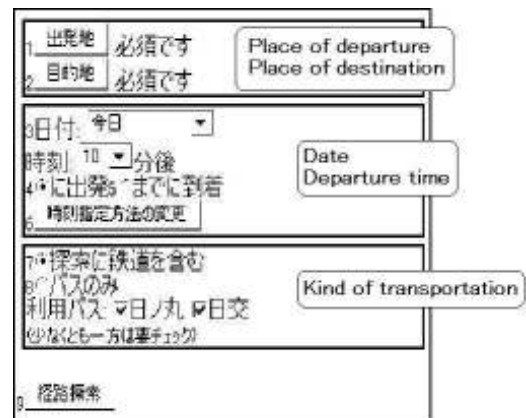 1 出発地 必須です
Place of departure
2 目的地 必須です
Place of destination
3日付: 今日
Date
時刻: 10 分後
Departure time
4 に出発5 までに到着
6 時刻指定方法の変更
7 探索に鉄道を含む
8 バスのみ
Kind of transportation
利用バス: 日ノ丸 日交
(少なくとも一方は要チェック)
9 経路探索